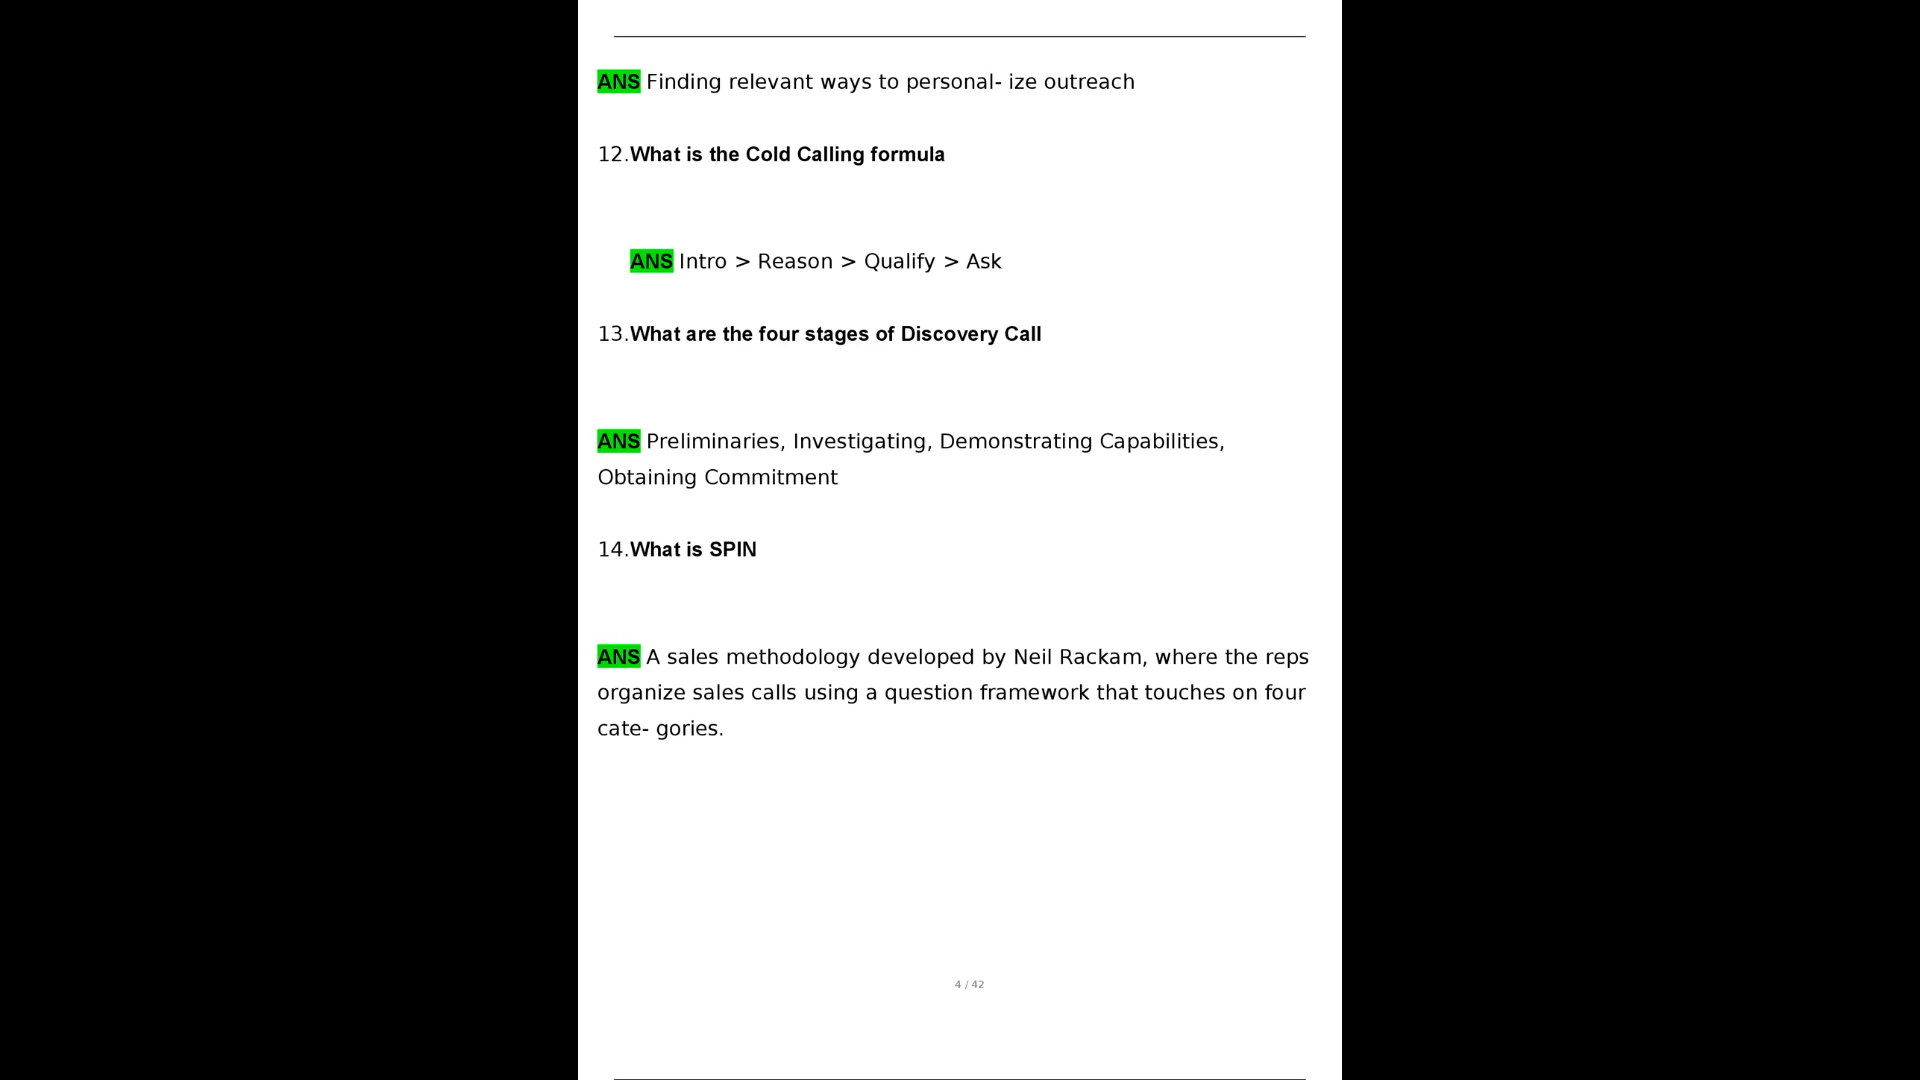 ANS Finding relevant ways to personal- ize outreach
12.What is the Cold Calling formula
ANS Intro > Reason > Qualify > Ask
13.What are the four stages of Discovery Call
ANS Preliminaries, Investigating, Demonstrating Capabilities,
Obtaining Commitment
14.What is SPIN
ANS A sales methodology developed by Neil Rackam, where the reps
organize sales calls using a question framework that touches on four
cate- gories.
4 / 42